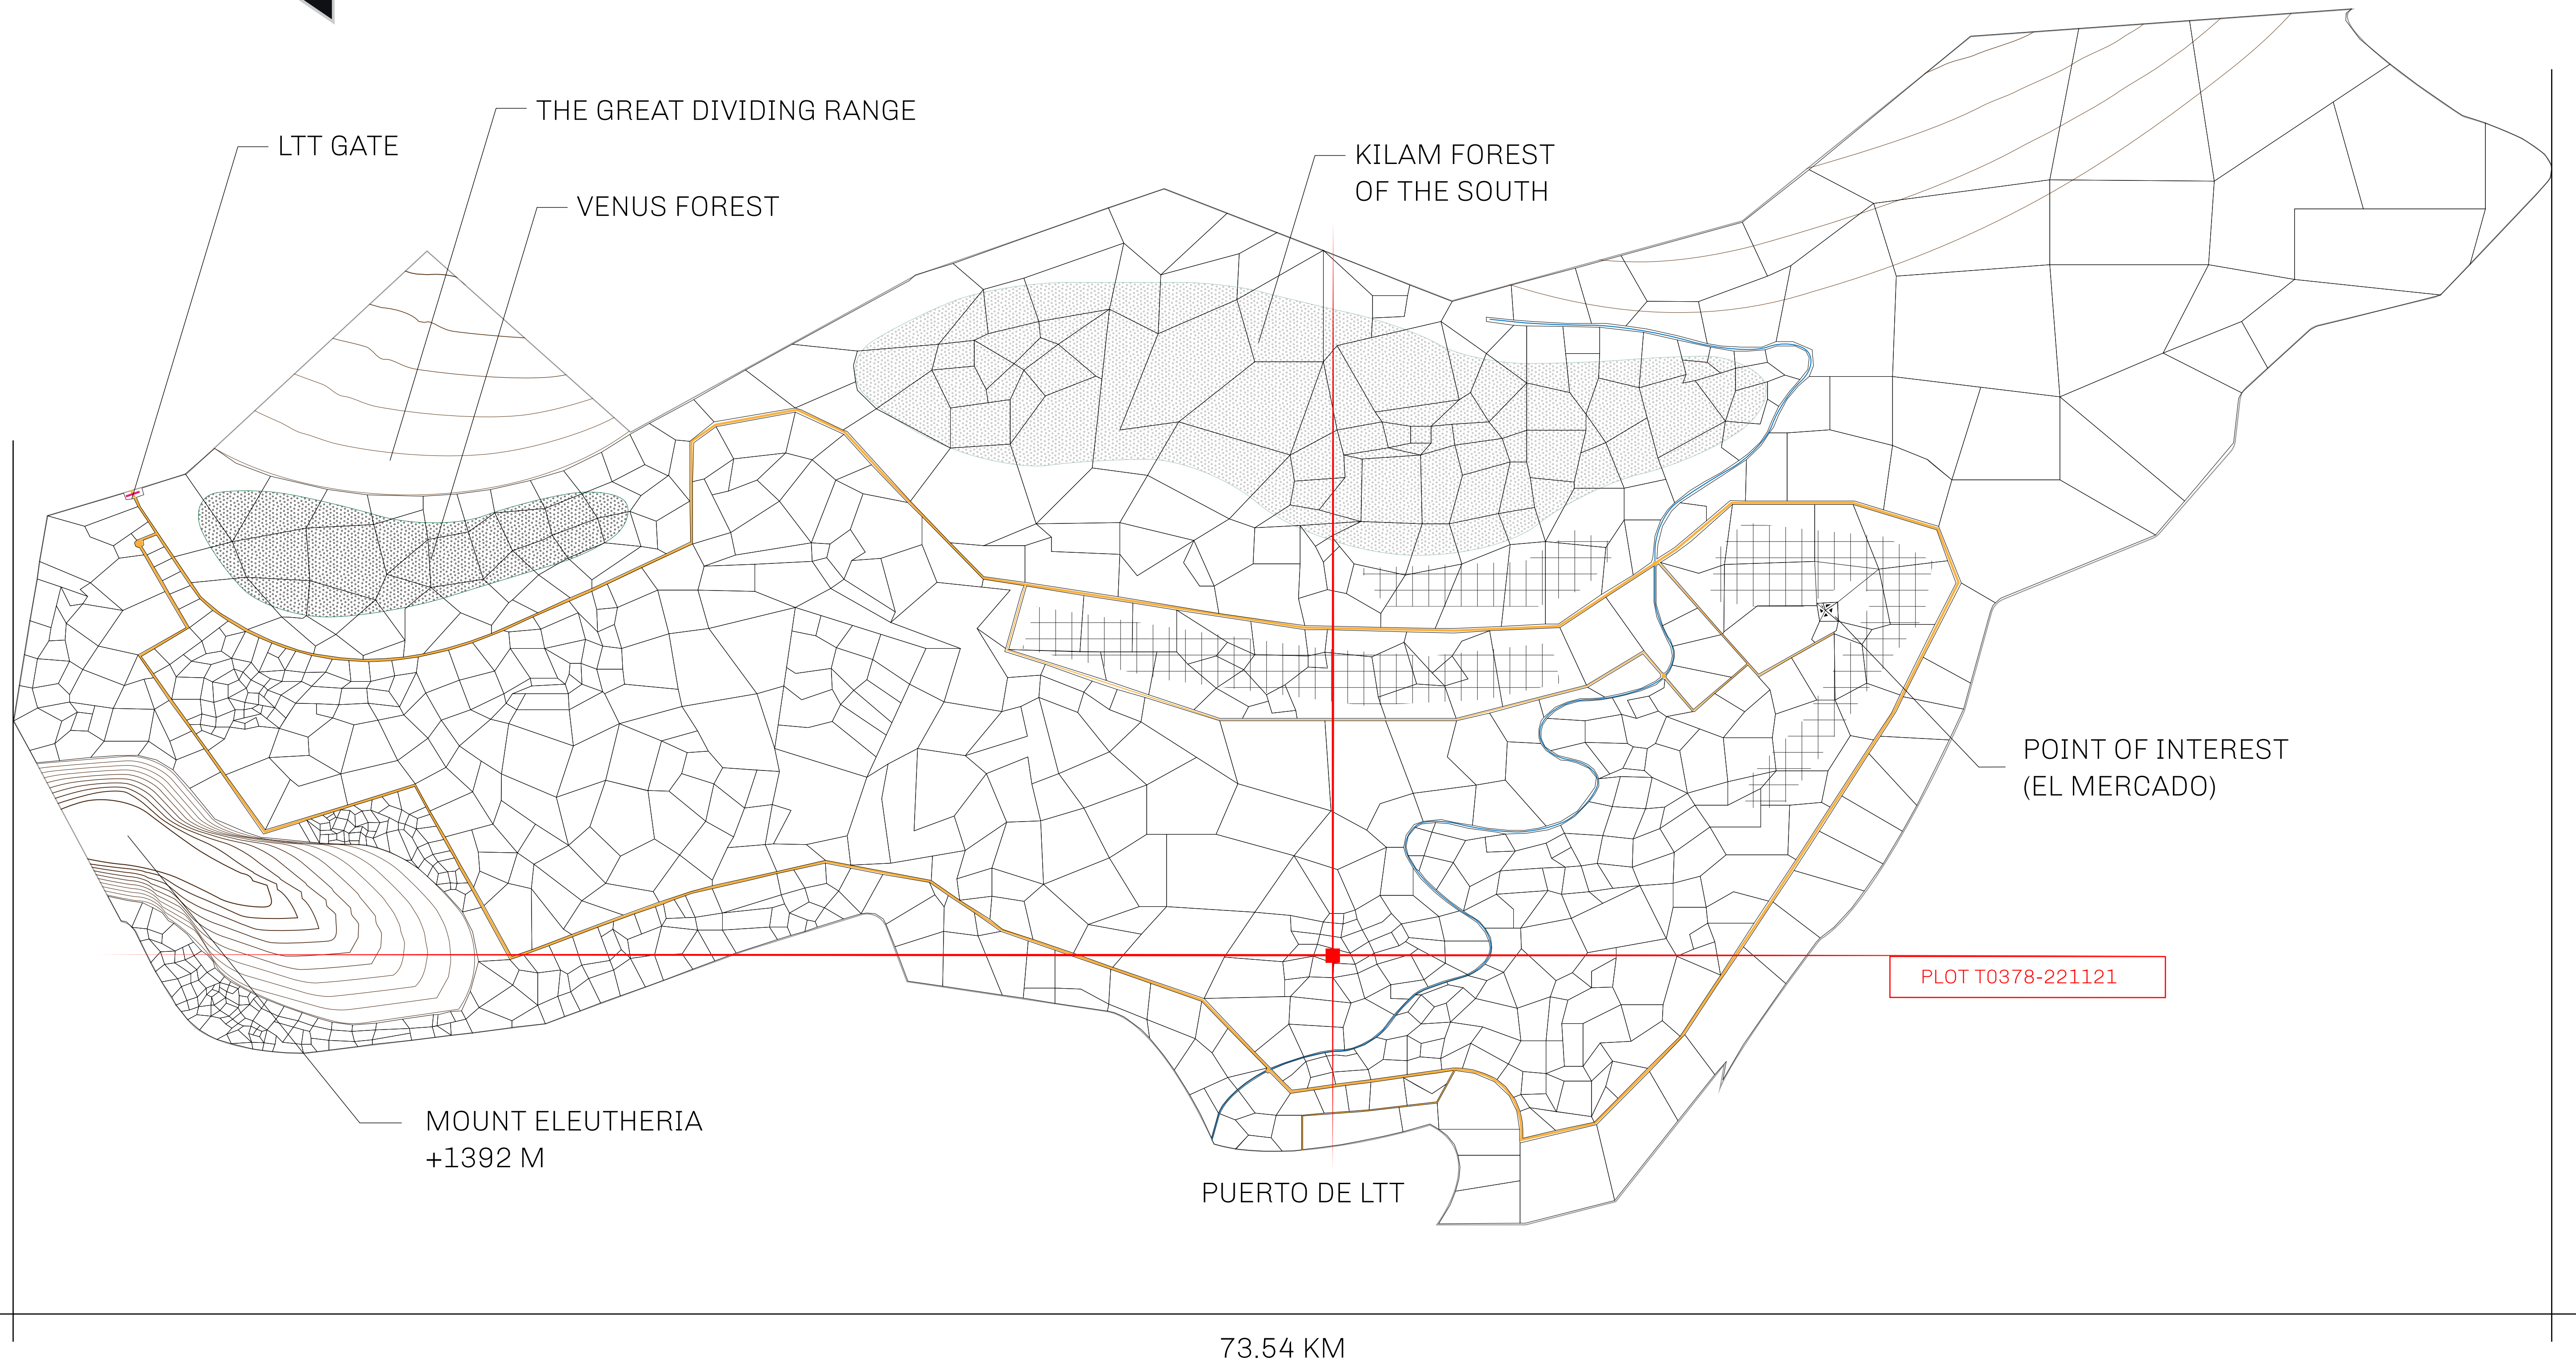 THE GREAT DIVIDING RANGE
LTT GATE
VENUS FOREST
KILAM FOREST
OF THE SOUTH
POINT OF INTEREST
(EL MERCADO)
PLOT T0378-221121
MOUNT ELEUTHERIA
+1392 M
PUERTO DE LTT
73.54 KM